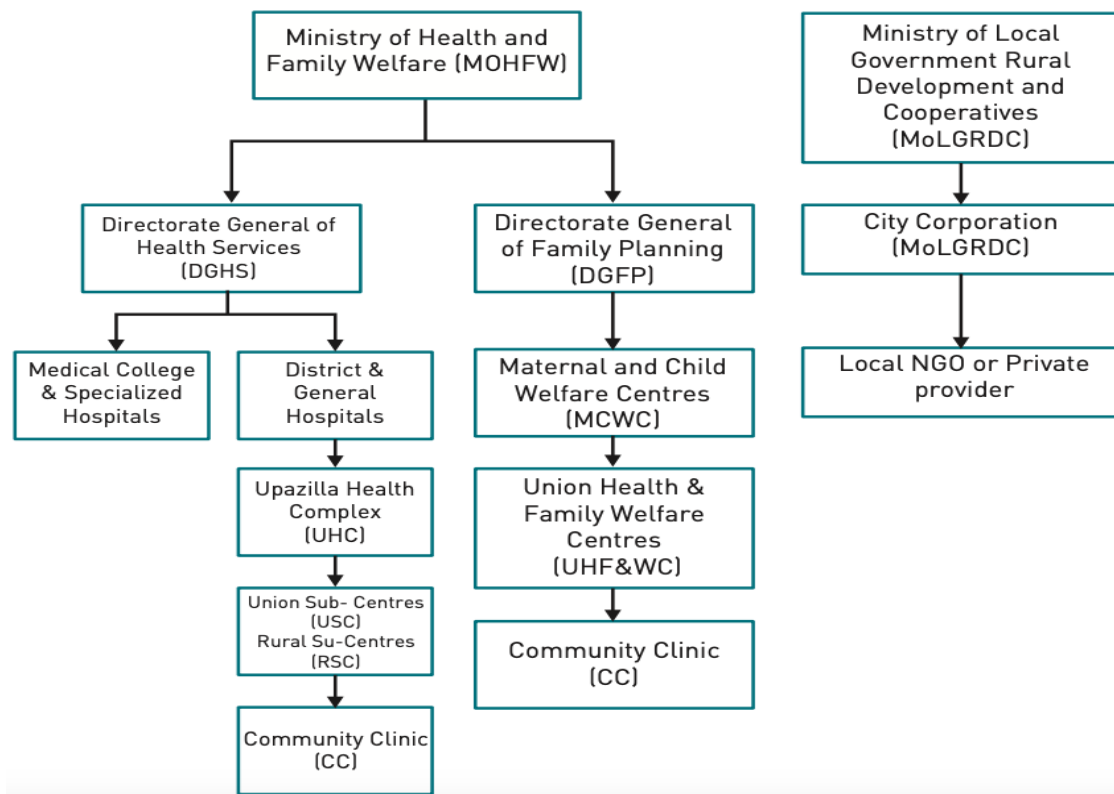 Ministry of Health and
Family Welfare (MOHFW)
Ministry of Local
Government Rural
Development and
Cooperatives
(MoLGRDC)
Directorate General of
Health Services
(DGHS)
Directorate General
of Family Planning
(DGFP)
City Corporation
(MoLGRDC)
Medical College
& Specialized
Hospitals
District &
General
Hospitals
Maternal and Child
Welfare Centres
(MCWC)
Local NGO or Private
provider
Upazilla Health
Complex
(UHC)
Union Health &
Family Welfare
Centres
(UHF&WC)
Union Sub- Centres
(USC)
Rural Su-Centres
(RSC)
Community Clinic
(CC)
Community Clinic
(CC)